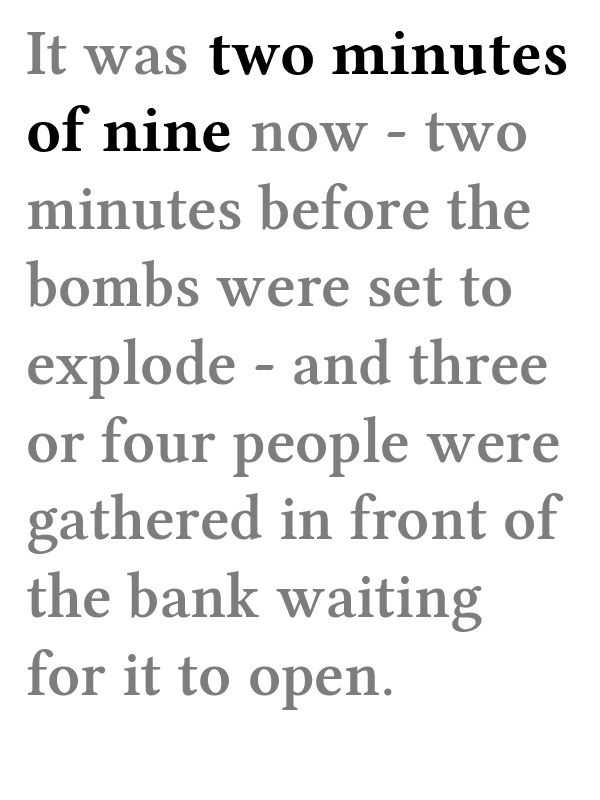 It was two minutes
of nine now - two
minutes before the
bombs were set to
explode - and three
or four people were
gathered in front of
the bank waiting
for it to open.